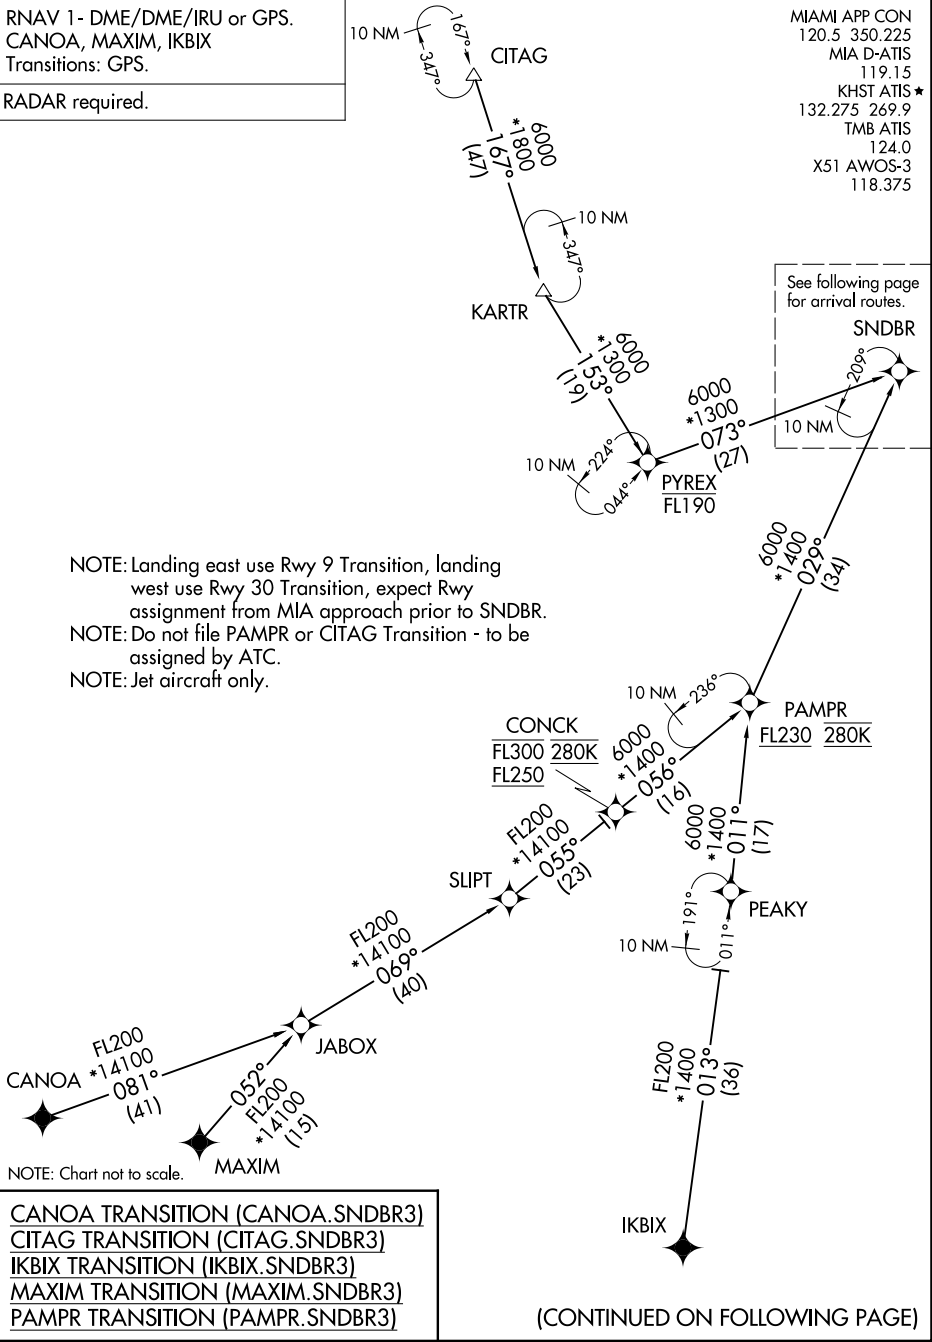 RNAV 1- DME/DME/IRU or GPS.
CANOA, MAXIM, IKBIX
Transitions: GPS.
RADAR required.
MIAMI APP CON
120.5 350.225
MIA D-ATIS
119.15
KHST ATIS ★
132.275 269.9
TMB ATIS
124.0
X51 AWOS-3
118.375
10 NM
167°
347°
CITAG
6000
*1800
167°
(47)
10 NM
347°
KARTR
6000
*1300
153°
(19)
See following page
for arrival routes.
SNDBR
209°
10 NM
6000
*1300
073°
(27)
10 NM
224°
044°
PYREX
FL190
6000
*1400
029°
(34)
NOTE: Landing east use Rwy 9 Transition, landing
west use Rwy 30 Transition, expect Rwy
assignment from MIA approach prior to SNDBR.
NOTE: Do not file PAMPR or CITAG Transition - to be
assigned by ATC.
NOTE: Jet aircraft only.
10 NM
236°
PAMPR
FL230 280K
CONCK
FL300 280K
FL250
6000
*1400
056°
(16)
6000
*1400
011°
(17)
FL200
*14100
055°
(23)
SLIPT
PEAKY
191°
011°
10 NM
FL200
*14100
069°
(40)
JABOX
FL200
*14100
081°
(41)
CANOA
052°
FL200
*14100
(15)
MAXIM
FL200
*1400
013°
(36)
IKBIX
NOTE: Chart not to scale.
CANOA TRANSITION (CANOA.SNDBR3)
CITAG TRANSITION (CITAG.SNDBR3)
IKBIX TRANSITION (IKBIX.SNDBR3)
MAXIM TRANSITION (MAXIM.SNDBR3)
PAMPR TRANSITION (PAMPR.SNDBR3)
(CONTINUED ON FOLLOWING PAGE)